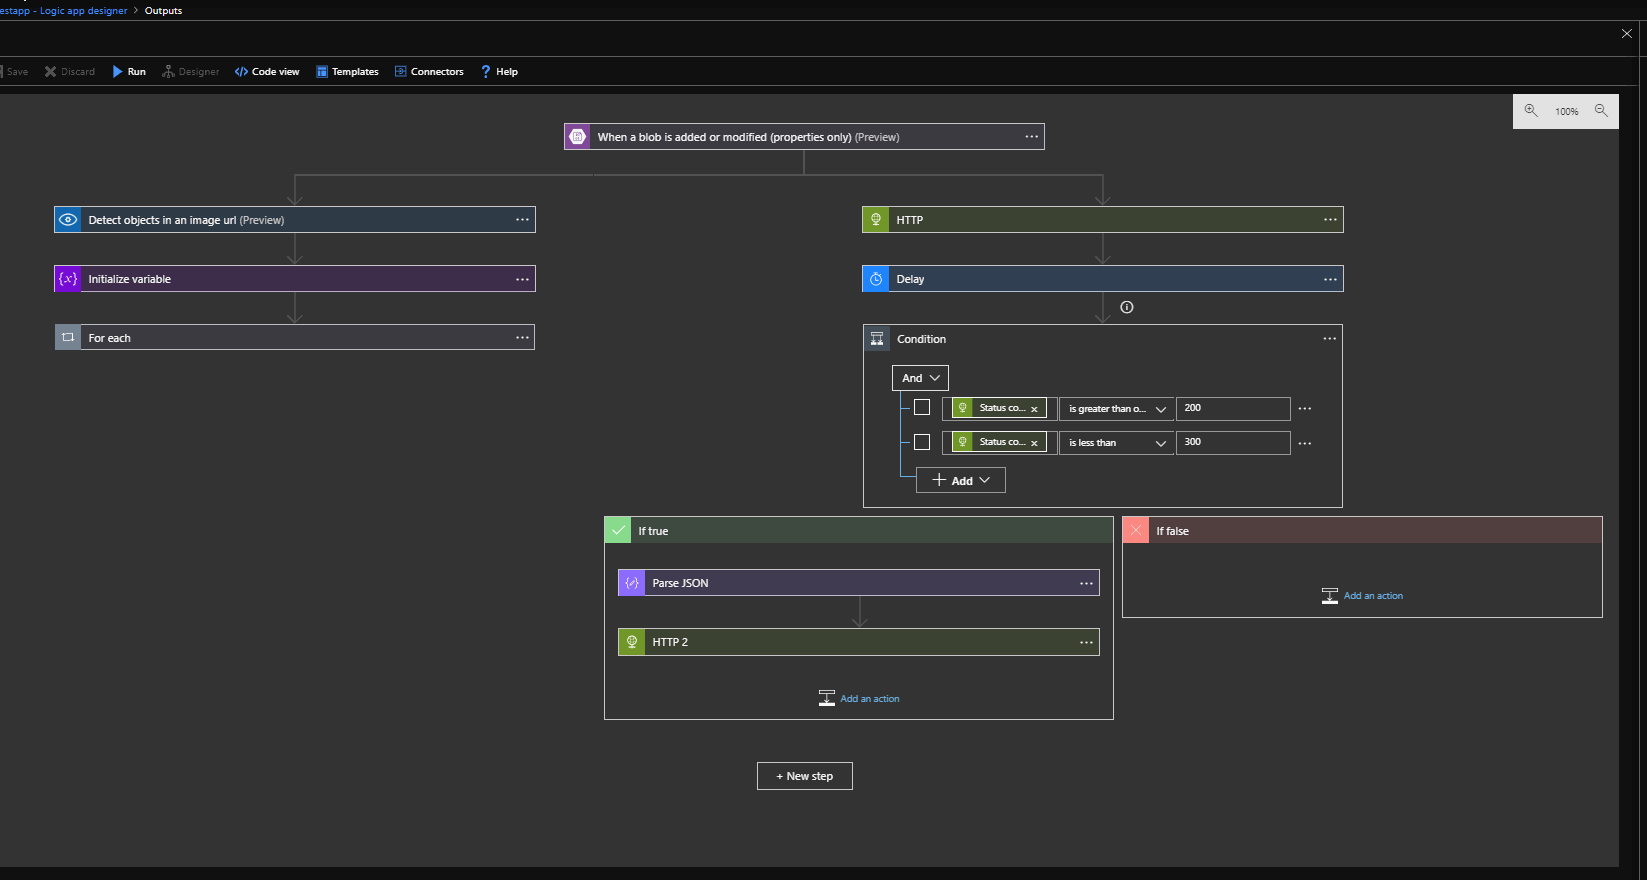 estapp - Logic app designer > Outputs
Save Discard Run Designer </> Code view Templates Connectors ? Help
100%
When a blob is added or modified (properties only) (Preview) ...
Detect objects in an image url (Preview) ...
HTTP ...
{x} Initialize variable ...
Delay ...
For each ...
Condition ...
And
Status co... x is greater than o... 200 ...
Status co... x is less than 300 ...
+ Add
If true
If false
Parse JSON ...
Add an action
HTTP 2 ...
Add an action
+ New step